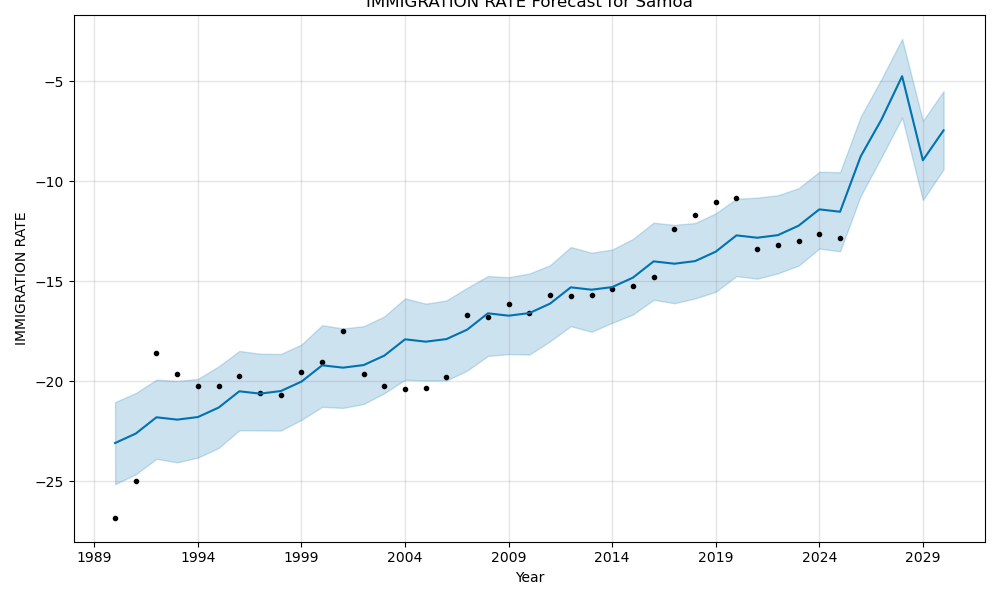 IMMIGRATION RATE Forecast for Samoa
−5
−10
−15
−20
−25
IMMIGRATION RATE
1989 1994 1999 2004 2009 2014 2019 2024 2029
Year